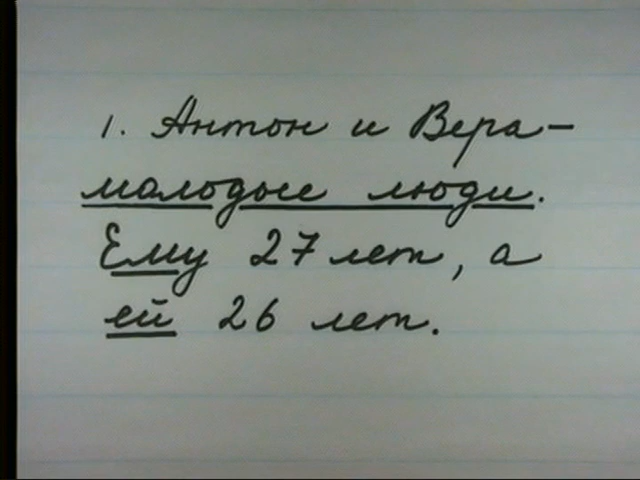 1. Антон и Вера –
молодые люди.
Ему 27 лет, а
ей 26 лет.